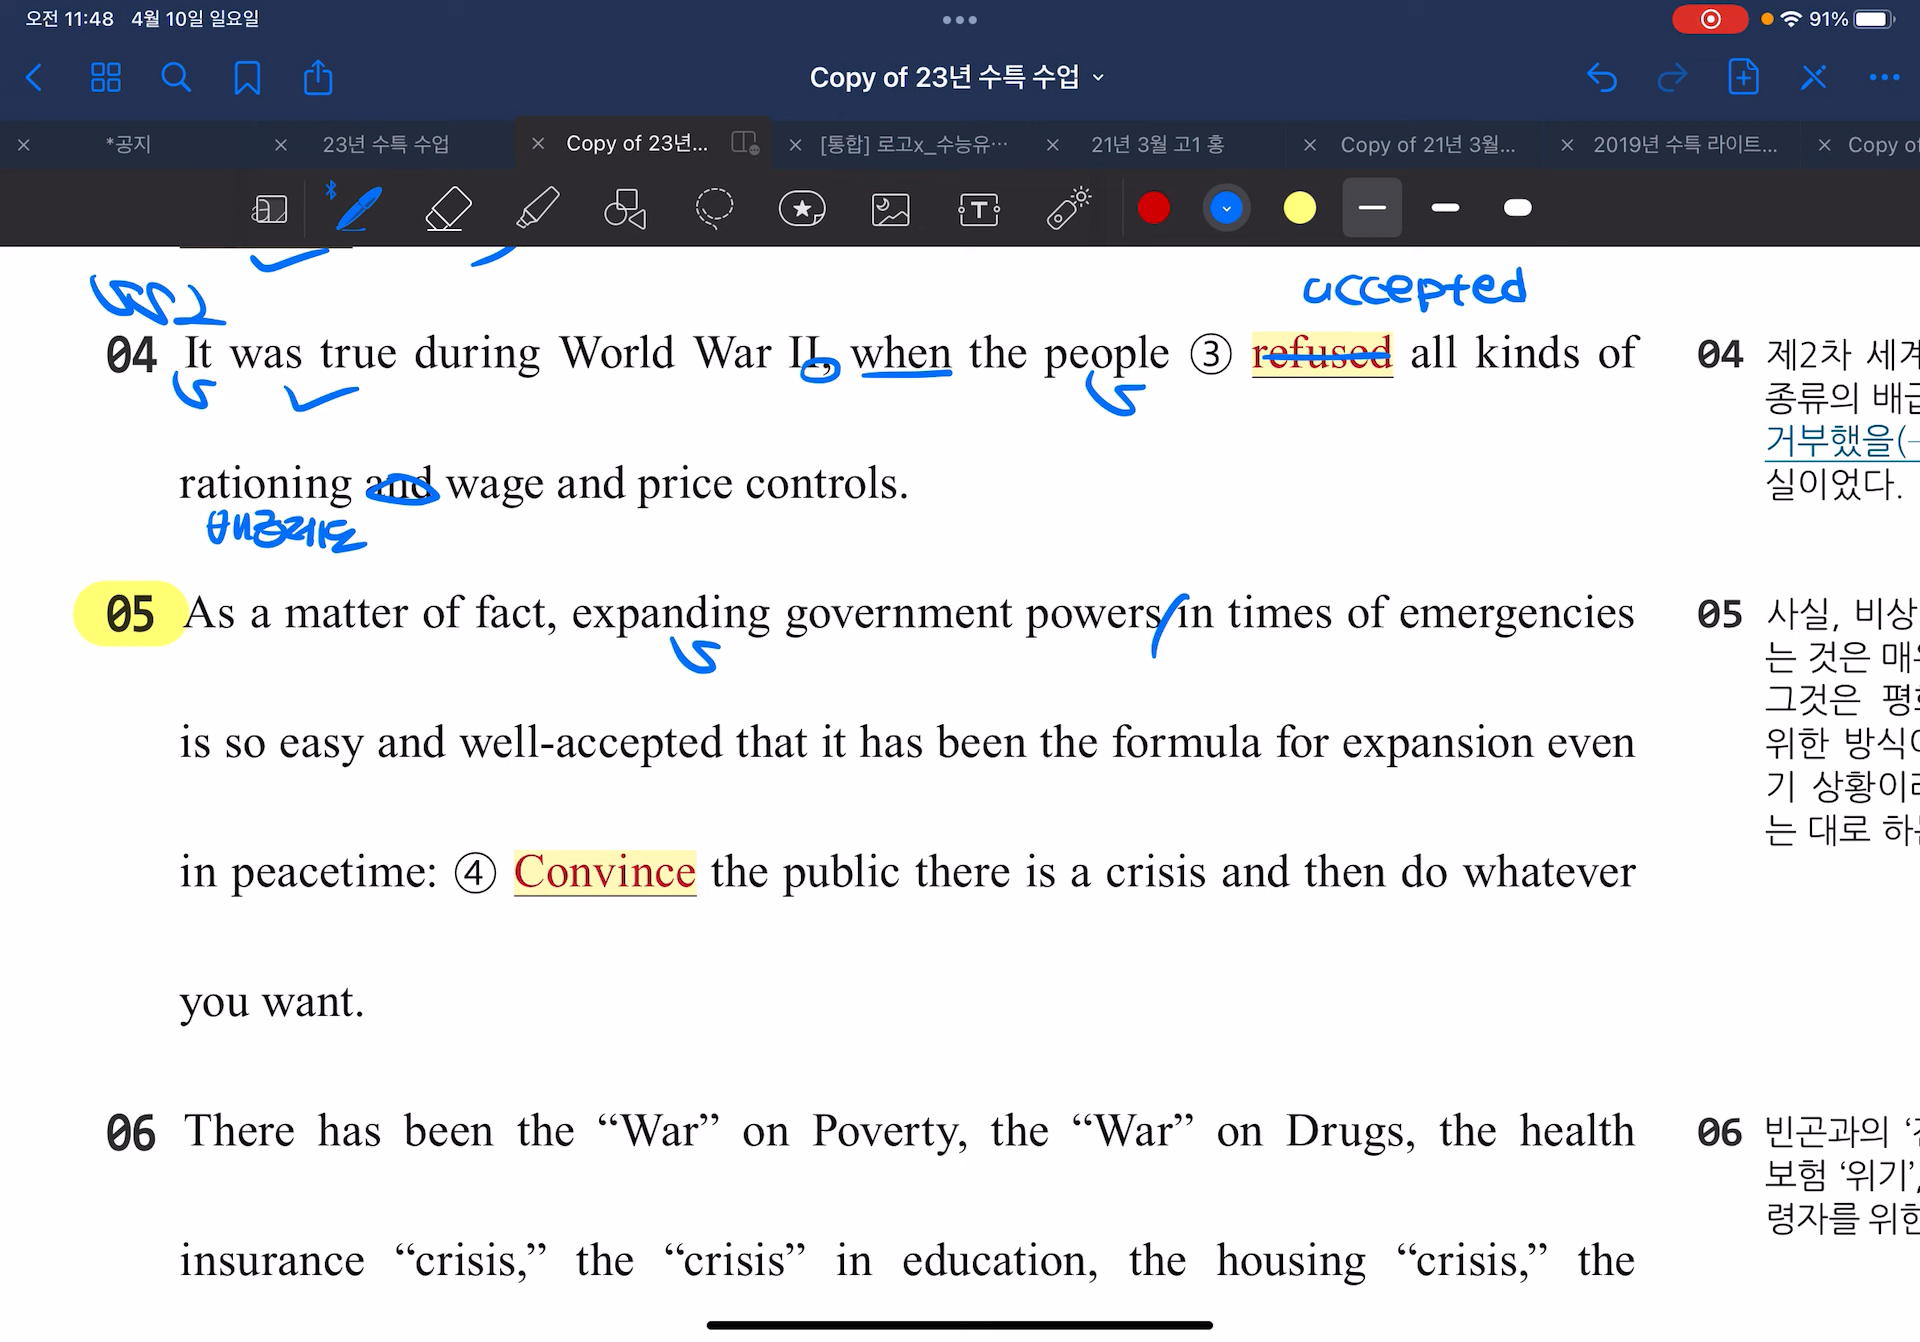 오전 11:48 4월 10일 일요일
91%
Copy of 23년 수특 수업
*공지
23년 수특 수업
Copy of 23년...
[통합] 로고x_수능유…
21년 3월 고1 홍
Copy of 21년 3월...
2019년 수특 라이트...
Copy of
accepted
04 It was true during World War II, when the people ③ refused all kinds of
rationing and wage and price controls.
배급제도
05 As a matter of fact, expanding government powers in times of emergencies
is so easy and well-accepted that it has been the formula for expansion even
in peacetime: ④ Convince the public there is a crisis and then do whatever
you want.
06 There has been the “War” on Poverty, the “War” on Drugs, the health
insurance “crisis,” the “crisis” in education, the housing “crisis,” the
04 제2차 세계
종류의 배급
거부했을(
실이었다.
05 사실, 비상
는 것은 매우
그것은 평화
위한 방식이
기 상황이라
는 대로 하는
06 빈곤과의
보험 ‘위기’,
령자를 위한